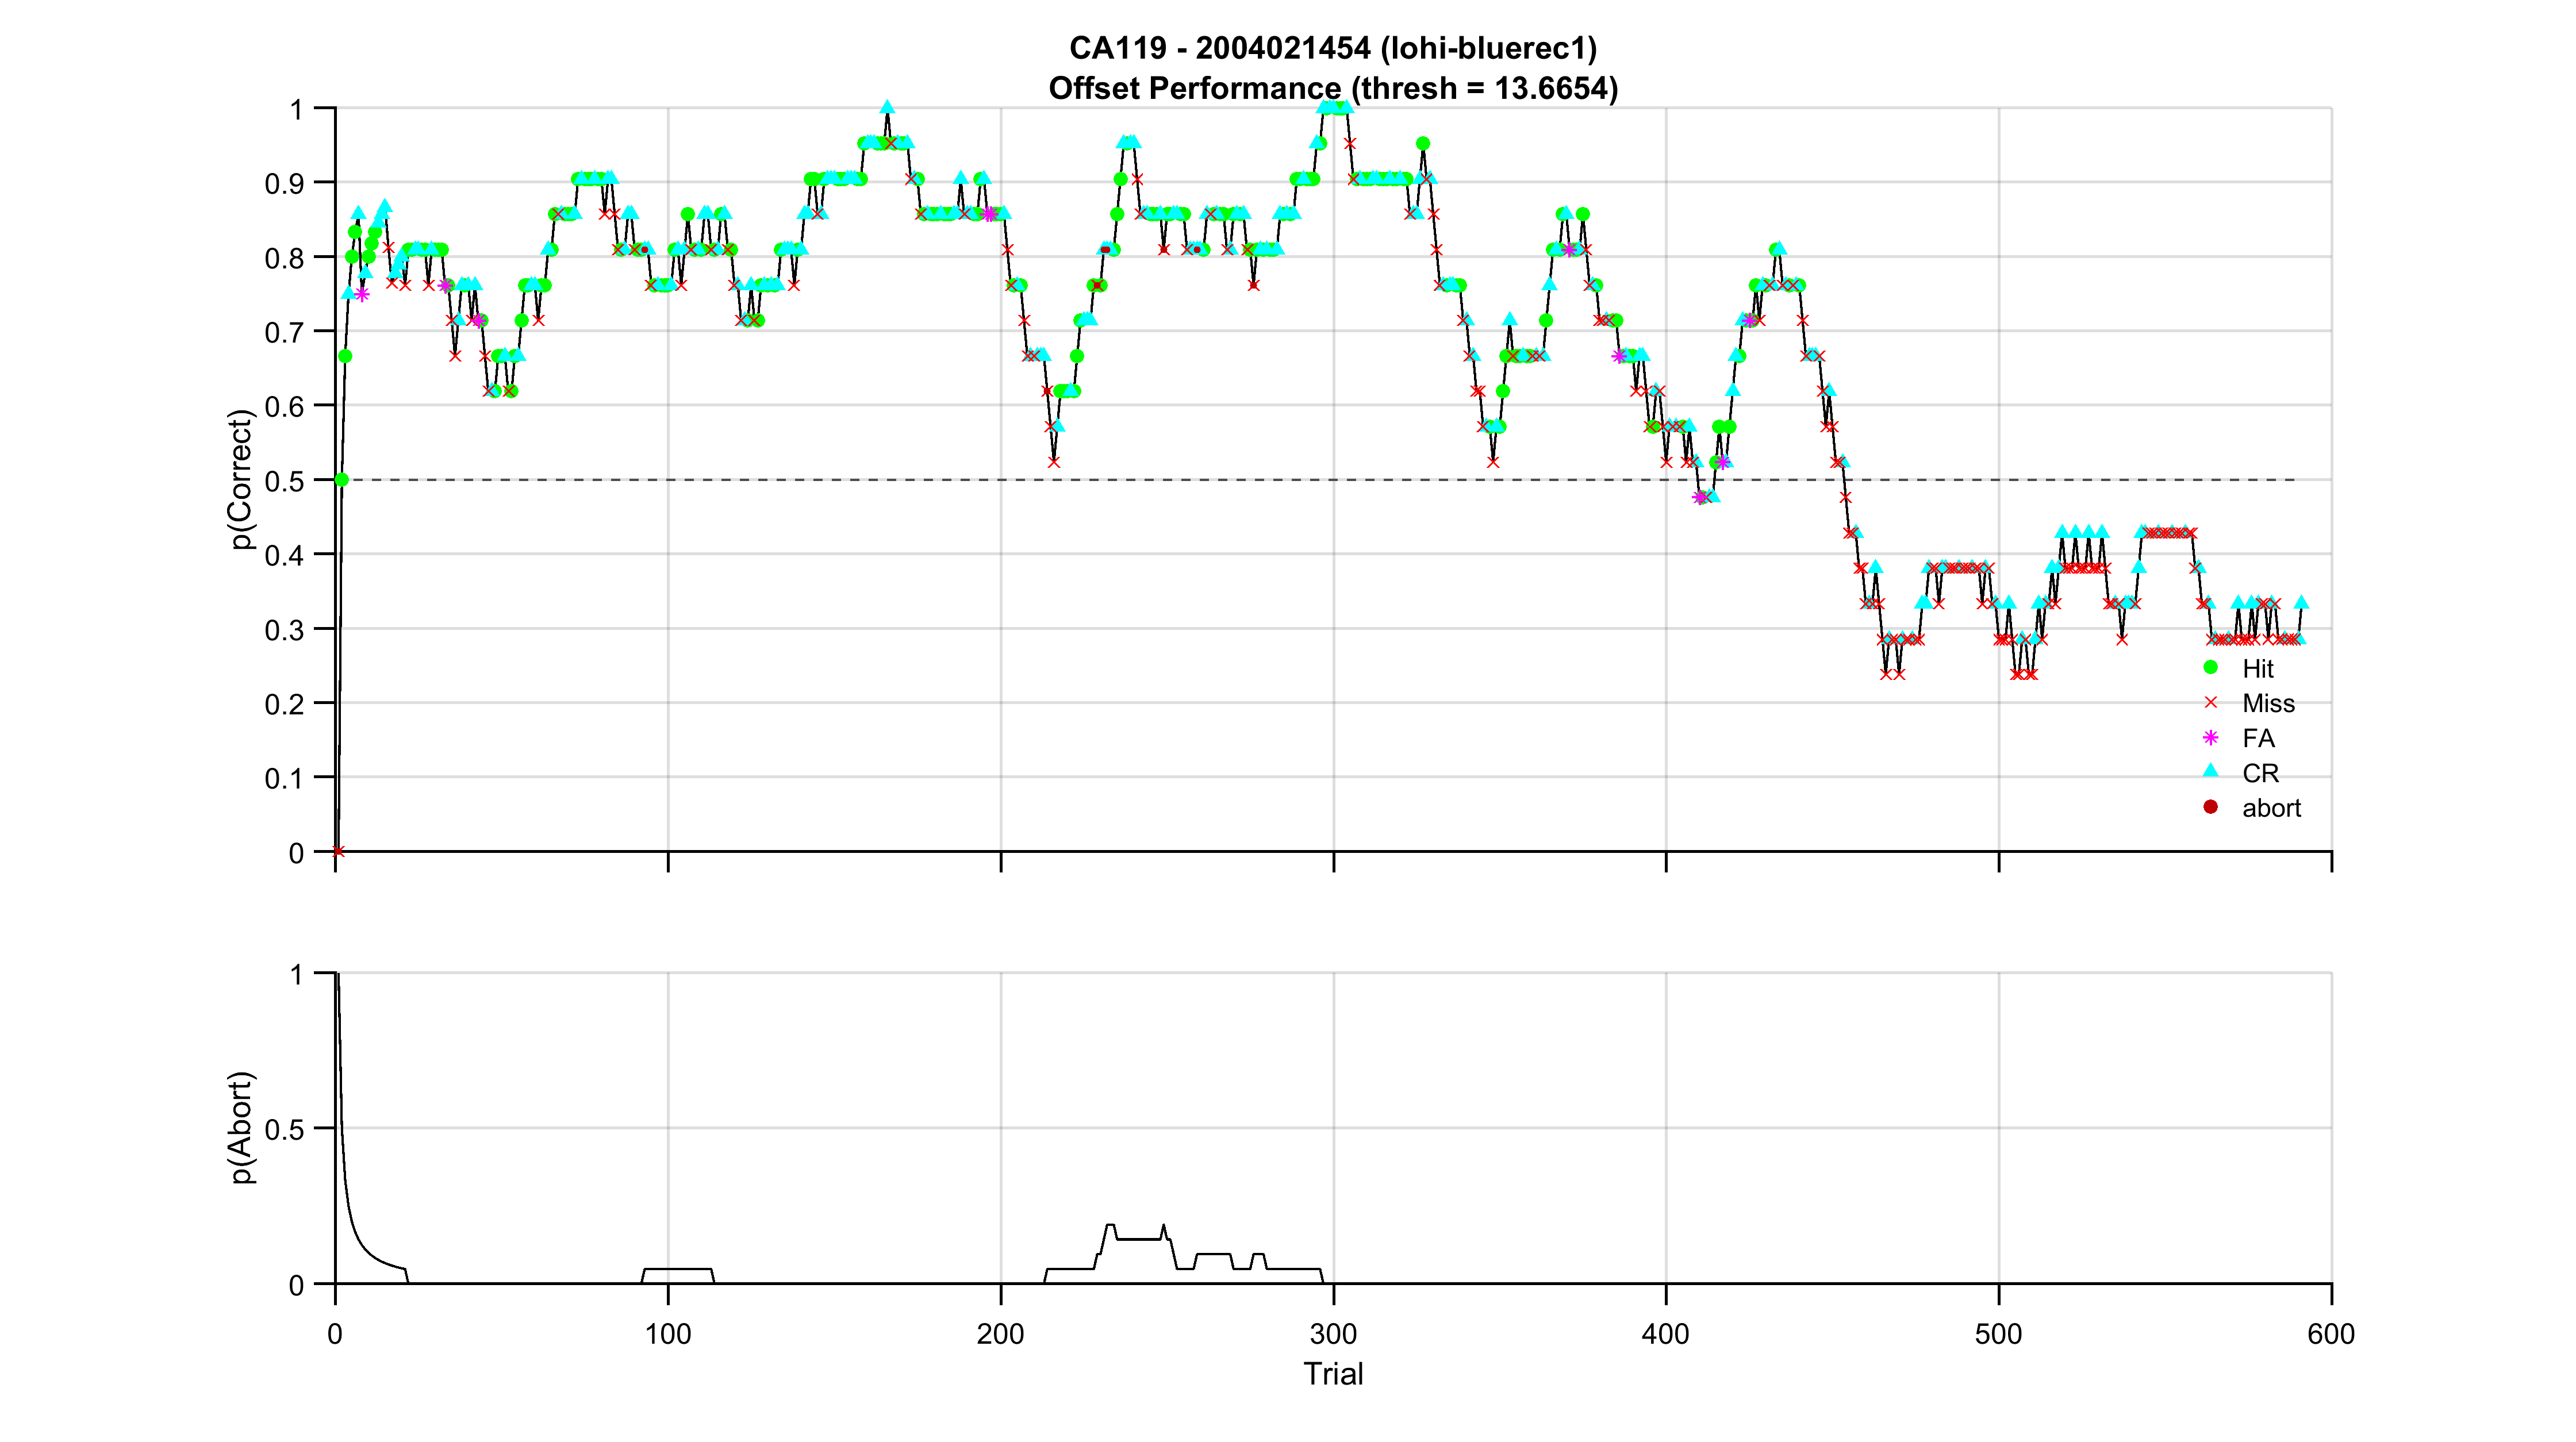 CA119 - 2004021454 (lohi-bluerec1)
Offset Performance (thresh = 13.6654)
1
0.9
0.8
0.7
0.6
0.5
0.4
0.3
0.2
0.1
0
p(Correct)
Hit
Miss
FA
CR
abort
1
0.5
0
p(Abort)
0 100 200 300 400 500 600
Trial